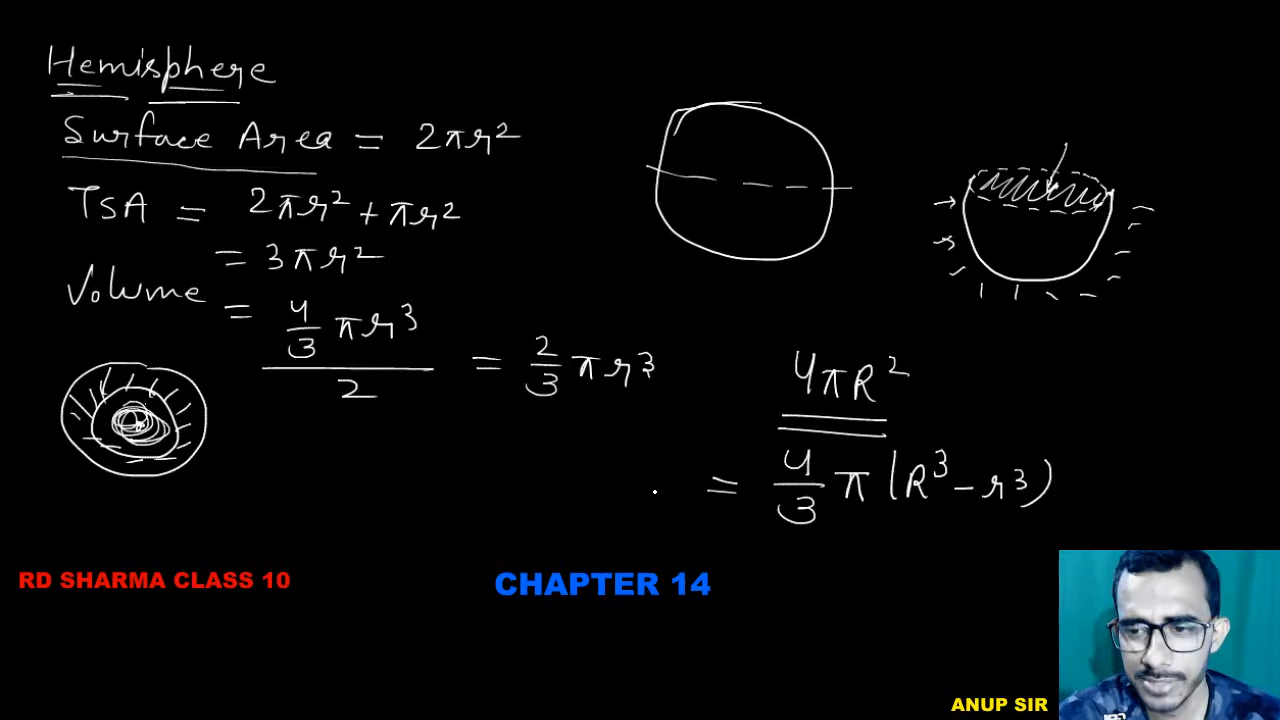 Hemisphere
Surface Area = 2πr²
TSA = 2πr² + πr²
= 3πr²
Volume = 4/3 πr³ / 2 = 2/3 πr³
4πR²
= 4/3 π (R³ - r³)
RD SHARMA CLASS 10
CHAPTER 14
ANUP SIR